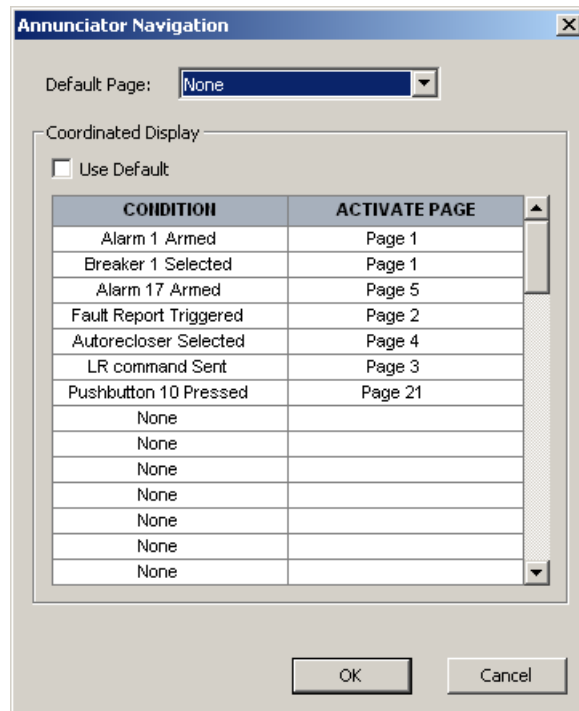 Annunciator Navigation
Default Page: None
Coordinated Display
Use Default
CONDITION ACTIVATE PAGE
Alarm 1 Armed Page 1
Breaker 1 Selected Page 1
Alarm 17 Armed Page 5
Fault Report Triggered Page 2
Autorecloser Selected Page 4
LR command Sent Page 3
Pushbutton 10 Pressed Page 21
None
None
None
None
None
None
None
OK Cancel